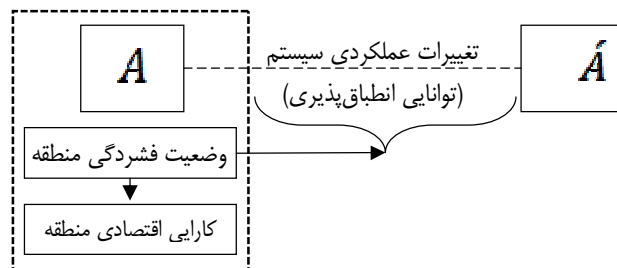 A
تغییرات عملکردی سیستم
Á
(توانایی انطباق‌پذیری)
وضعیت فشردگی منطقه
کارایی اقتصادی منطقه